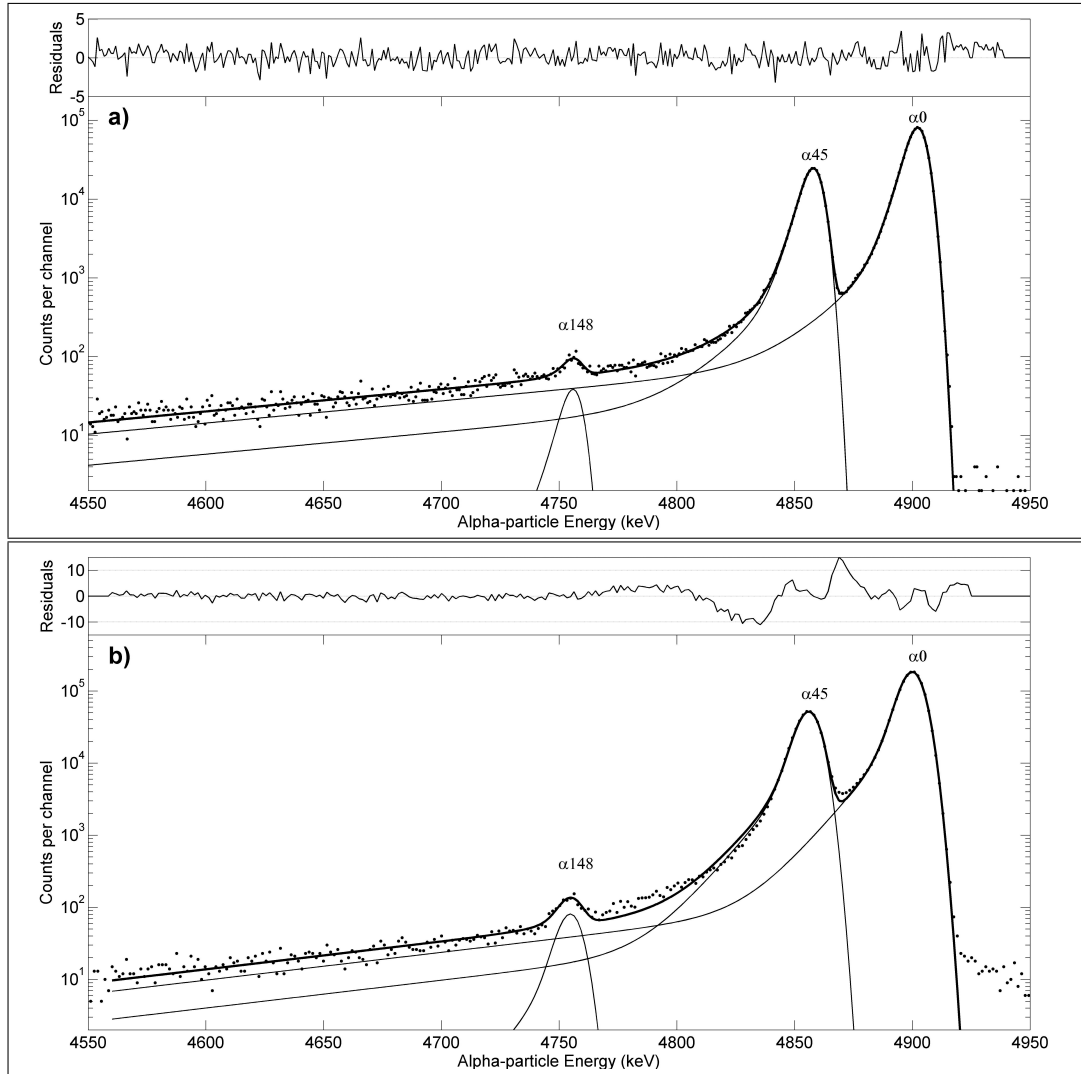 5
0
-5
Residuals
a)
α0
α45
α148
10^5
10^4
10^3
10^2
10^1
Counts per channel
4550 4600 4650 4700 4750 4800 4850 4900 4950
Alpha-particle Energy (keV)
10
0
-10
Residuals
b)
α0
α45
α148
10^5
10^4
10^3
10^2
10^1
Counts per channel
4550 4600 4650 4700 4750 4800 4850 4900 4950
Alpha-particle Energy (keV)